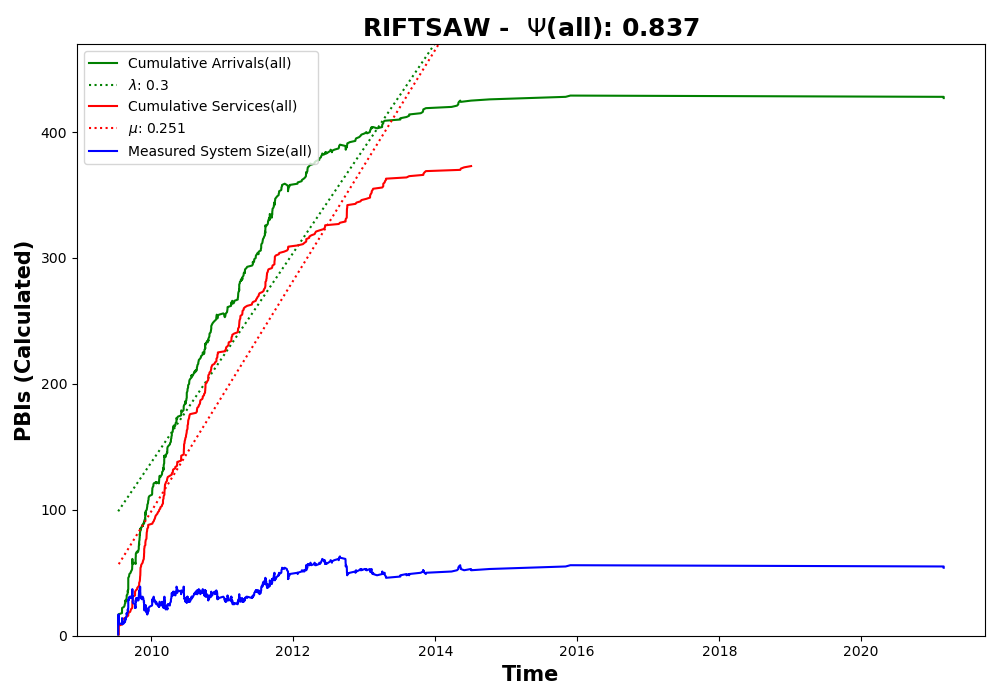 RIFTSAW -  Ψ(all): 0.837
Cumulative Arrivals(all)
λ: 0.3
Cumulative Services(all)
μ: 0.251
Measured System Size(all)
PBIs (Calculated)
400
300
200
100
0
2010 2012 2014 2016 2018 2020
Time